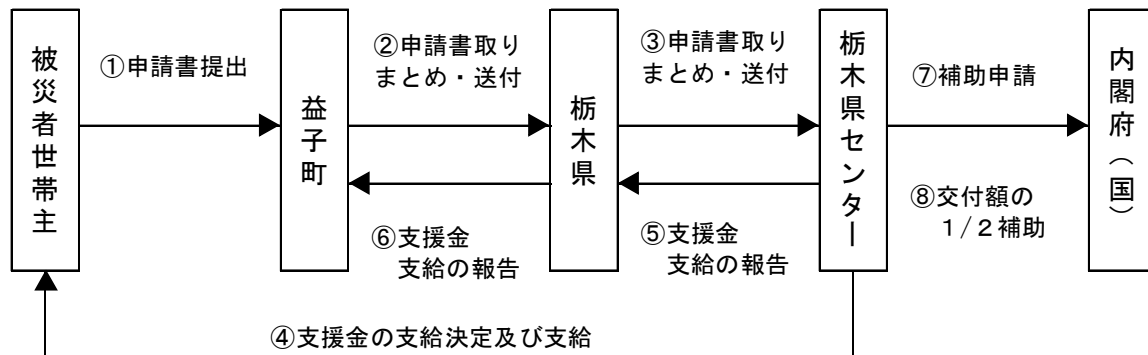 被災者世帯主
①申請書提出
益子町
②申請書取り
まとめ・送付
栃木県
③申請書取り
まとめ・送付
栃木県センター
⑦補助申請
内閣府（国）
⑥支援金
支給の報告
⑤支援金
支給の報告
⑧交付額の
１/２補助
④支援金の支給決定及び支給